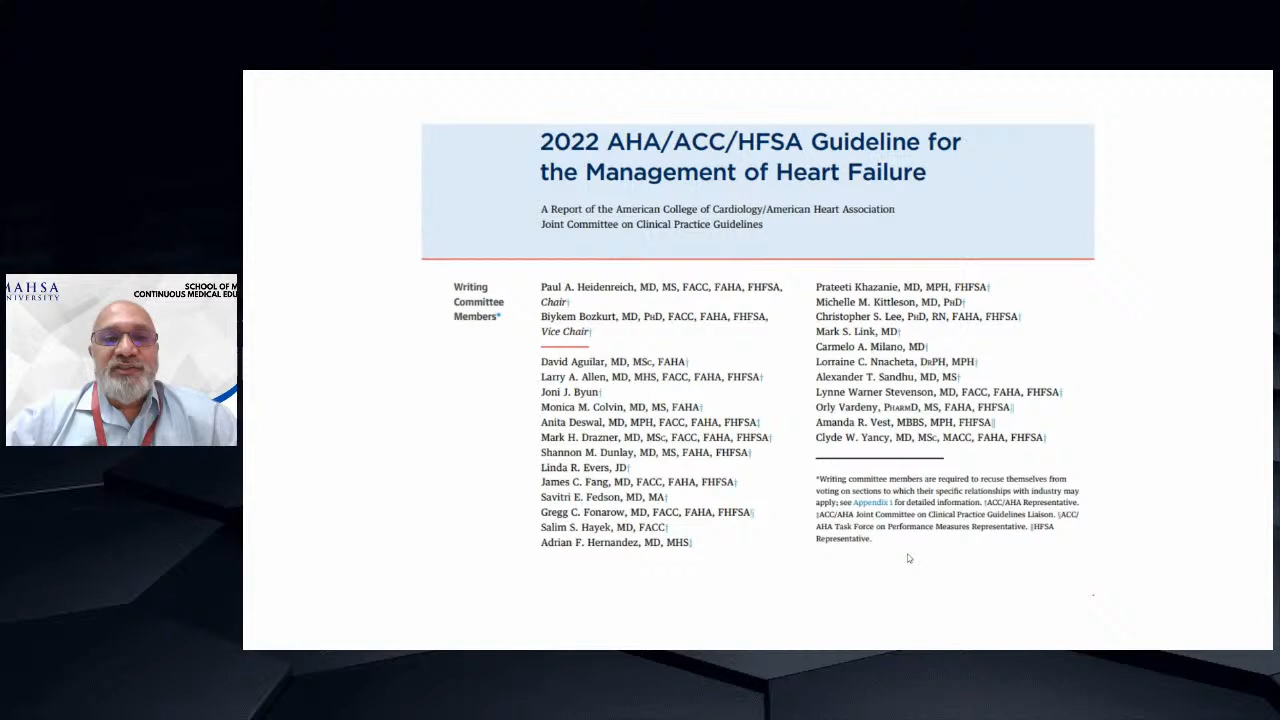 2022 AHA/ACC/HFSA Guideline for
the Management of Heart Failure
A Report of the American College of Cardiology/American Heart Association
Joint Committee on Clinical Practice Guidelines
Writing
Committee
Members*
Paul A. Heidenreich, MD, MS, FACC, FAHA, FHFSA,
Chair†
Biykem Bozkurt, MD, PhD, FACC, FAHA, FHFSA,
Vice Chair†
David Aguilar, MD, MSc, FAHA†
Larry A. Allen, MD, MHS, FACC, FAHA, FHFSA†
Joni J. Byun†
Monica M. Colvin, MD, MS, FAHA†
Anita Deswal, MD, MPH, FACC, FAHA, FHFSA‡
Mark H. Drazner, MD, MSc, FACC, FAHA, FHFSA†
Shannon M. Dunlay, MD, MS, FAHA, FHFSA†
Linda R. Evers, JD†
James C. Fang, MD, FACC, FAHA, FHFSA†
Savitri E. Fedson, MD, MA†
Gregg C. Fonarow, MD, FACC, FAHA, FHFSA§
Salim S. Hayek, MD, FACC†
Adrian F. Hernandez, MD, MHS‡
Prateeti Khazanie, MD, MPH, FHFSA†
Michelle M. Kittleson, MD, PhD†
Christopher S. Lee, PhD, RN, FAHA, FHFSA†
Mark S. Link, MD†
Carmelo A. Milano, MD†
Lorraine C. Nnacheta, DrPH, MPH†
Alexander T. Sandhu, MD, MS†
Lynne Warner Stevenson, MD, FACC, FAHA, FHFSA†
Orly Vardeny, PharmD, MS, FAHA, FHFSA‖
Amanda R. Vest, MBBS, MPH, FHFSA‖
Clyde W. Yancy, MD, MSc, MACC, FAHA, FHFSA†
*Writing committee members are required to recuse themselves from
voting on sections to which their specific relationships with industry may
apply; see Appendix 1 for detailed information. †ACC/AHA Representative.
‡ACC/AHA Joint Committee on Clinical Practice Guidelines Liaison. §ACC/
AHA Task Force on Performance Measures Representative. ‖HFSA
Representative.
MAHSA
UNIVERSITY
SCHOOL OF M
CONTINUOUS MEDICAL EDU